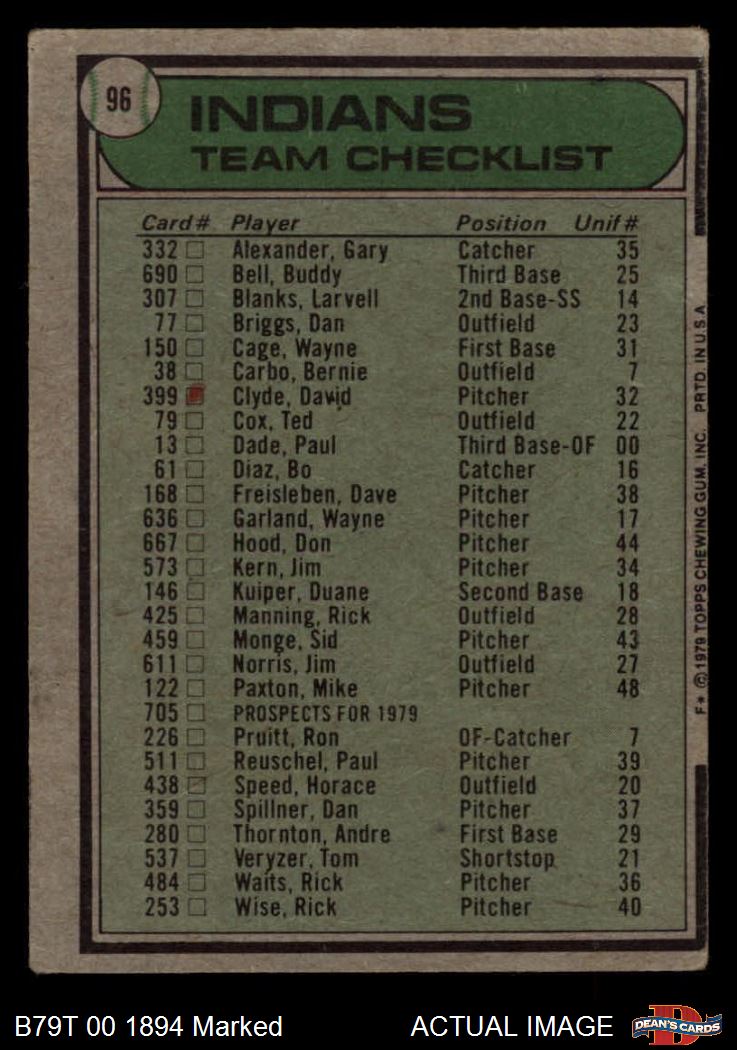 96
INDIANS
TEAM CHECKLIST
Card # Player Position Unif #
332 Alexander, Gary Catcher 35
690 Bell, Buddy Third Base 25
307 Blanks, Larvell 2nd Base-SS 14
77 Briggs, Dan Outfield 23
150 Cage, Wayne First Base 31
38 Carbo, Bernie Outfield 7
399 Clyde, David Pitcher 32
79 Cox, Ted Outfield 22
13 Dade, Paul Third Base-OF 00
61 Diaz, Bo Catcher 16
168 Freisleben, Dave Pitcher 38
636 Garland, Wayne Pitcher 17
667 Hood, Don Pitcher 44
573 Kern, Jim Pitcher 34
146 Kuiper, Duane Second Base 18
425 Manning, Rick Outfield 28
459 Monge, Sid Pitcher 43
611 Norris, Jim Outfield 27
122 Paxton, Mike Pitcher 48
705 PROSPECTS FOR 1979
226 Pruitt, Ron OF-Catcher 7
511 Reuschel, Paul Pitcher 39
438 Speed, Horace Outfield 20
359 Spillner, Dan Pitcher 37
280 Thornton, Andre First Base 29
537 Veryzer, Tom Shortstop 21
484 Waits, Rick Pitcher 36
253 Wise, Rick Pitcher 40
F* © 1979 TOPPS CHEWING GUM, INC. PRTD. IN U.S.A
B79T 00 1894 Marked ACTUAL IMAGE
D
DEAN'S CARDS